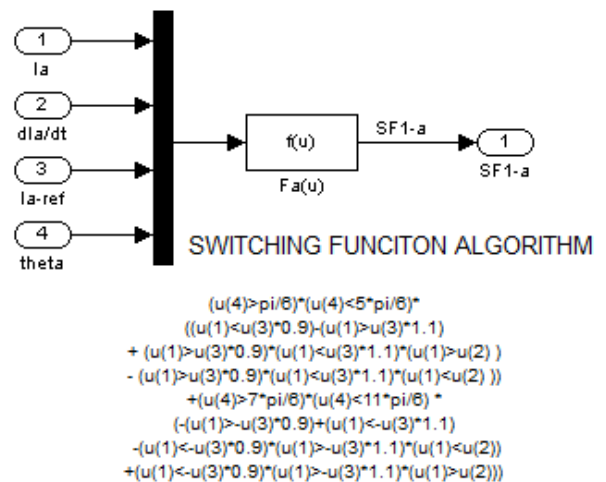 1
Ia
2
dIa/dt
3
Ia-ref
4
theta
f(u)
Fa(u)
SF1-a
1
SF1-a
SWITCHING FUNCITON ALGORITHM
(u(4)>pi/6)*(u(4)<5*pi/6)*
((u(1)<u(3)*0.9)-(u(1)>u(3)*1.1)
+ (u(1)>u(3)*0.9)*(u(1)<u(3)*1.1)*(u(1)>u(2) )
- (u(1)>u(3)*0.9)*(u(1)<u(3)*1.1)*(u(1)<u(2) ))
+(u(4)>7*pi/6)*(u(4)<11*pi/6) *
(-(u(1)>-u(3)*0.9)+(u(1)<-u(3)*1.1)
-(u(1)<-u(3)*0.9)*(u(1)>-u(3)*1.1)*(u(1)<u(2))
+(u(1)<-u(3)*0.9)*(u(1)>-u(3)*1.1)*(u(1)>u(2)))